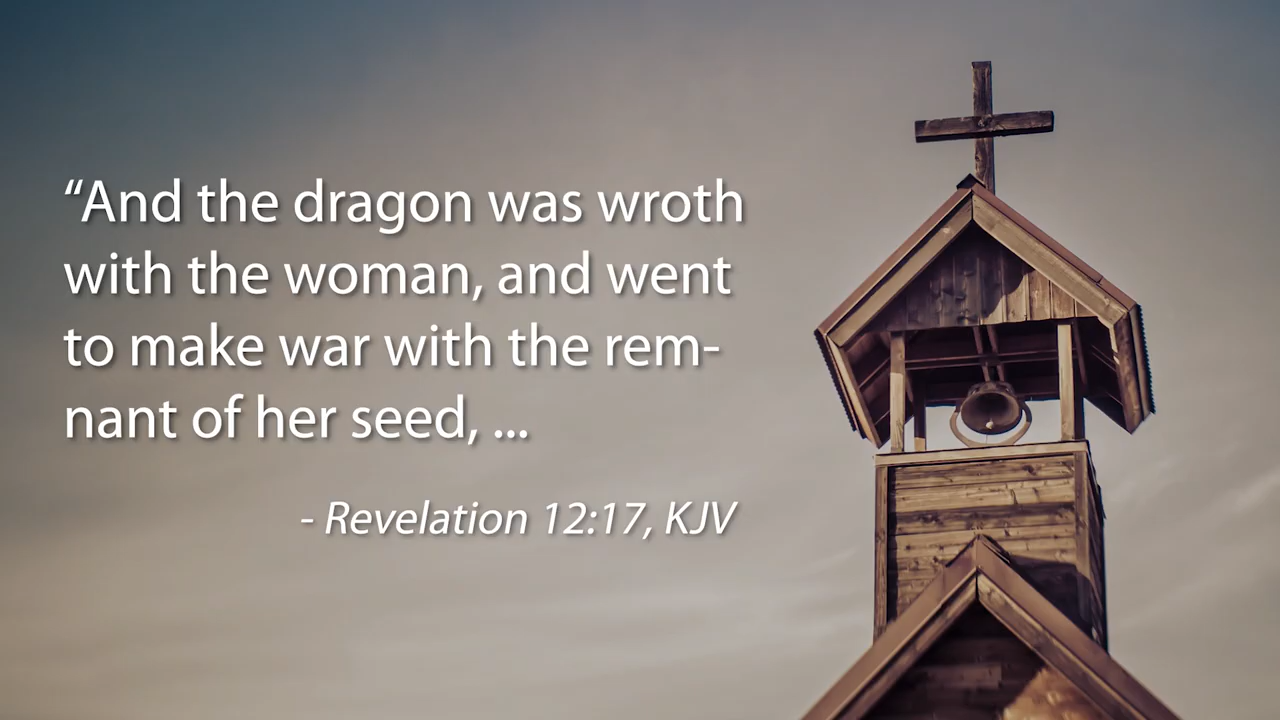 “And the dragon was wroth
with the woman, and went
to make war with the rem-
nant of her seed, ...
- Revelation 12:17, KJV